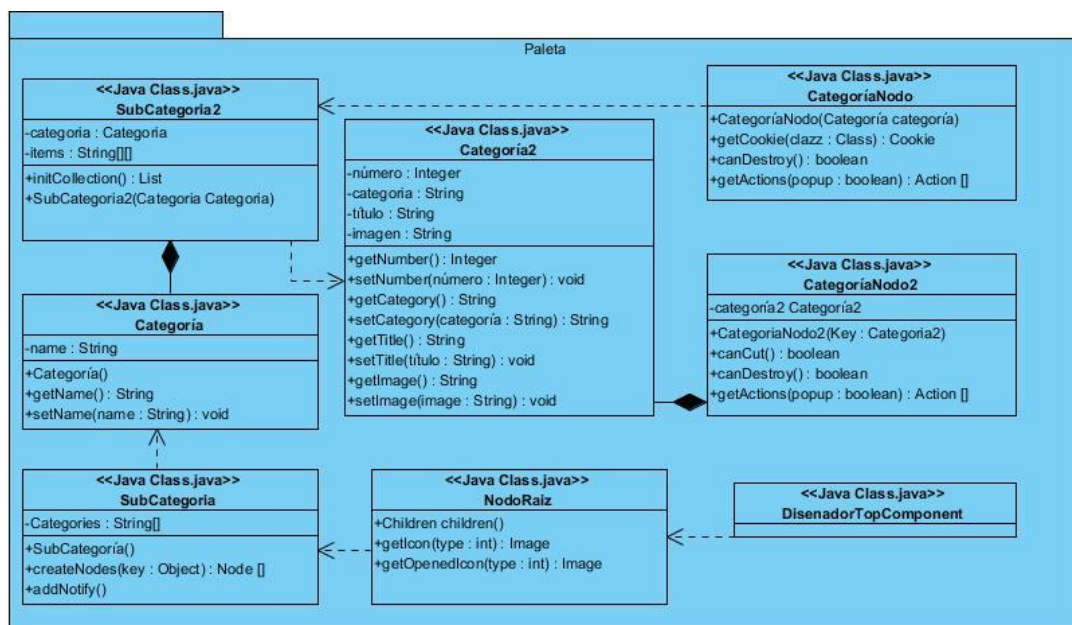 Paleta
<<Java Class.java>>
SubCategoria2
-categoria : Categoria
-items : String[][]
+initCollection() : List
+SubCategoria2(Categoria Categoria)
<<Java Class.java>>
CategoríaNodo
+CategoríaNodo(Categoría categoría)
+getCookie(clazz : Class) : Cookie
+canDestroy() : boolean
+getActions(popup : boolean) : Action []
<<Java Class.java>>
Categoría2
-número : Integer
-categoria : String
-título : String
-imagen : String
+getNumber() : Integer
+setNumber(número : Integer) : void
+getCategory() : String
+setCategory(categoría : String) : String
+getTitle() : String
+setTitle(título : String) : void
+getImage() : String
+setImage(image : String) : void
<<Java Class.java>>
CategoríaNodo2
-categoría2 Categoría2
+CategoriaNodo2(Key : Categoria2)
+canCut() : boolean
+canDestroy() : boolean
+getActions(popup : boolean) : Action []
<<Java Class.java>>
Categoría
-name : String
+Categoría()
+getName() : String
+setName(name : String) : void
<<Java Class.java>>
SubCategoria
-Categories : String[]
+SubCategoría()
+createNodes(key : Object) : Node []
+addNotify()
<<Java Class.java>>
NodoRaiz
+Children children()
+getIcon(type : int) : Image
+getOpenedIcon(type : int) : Image
<<Java Class.java>>
DisenadorTopComponent